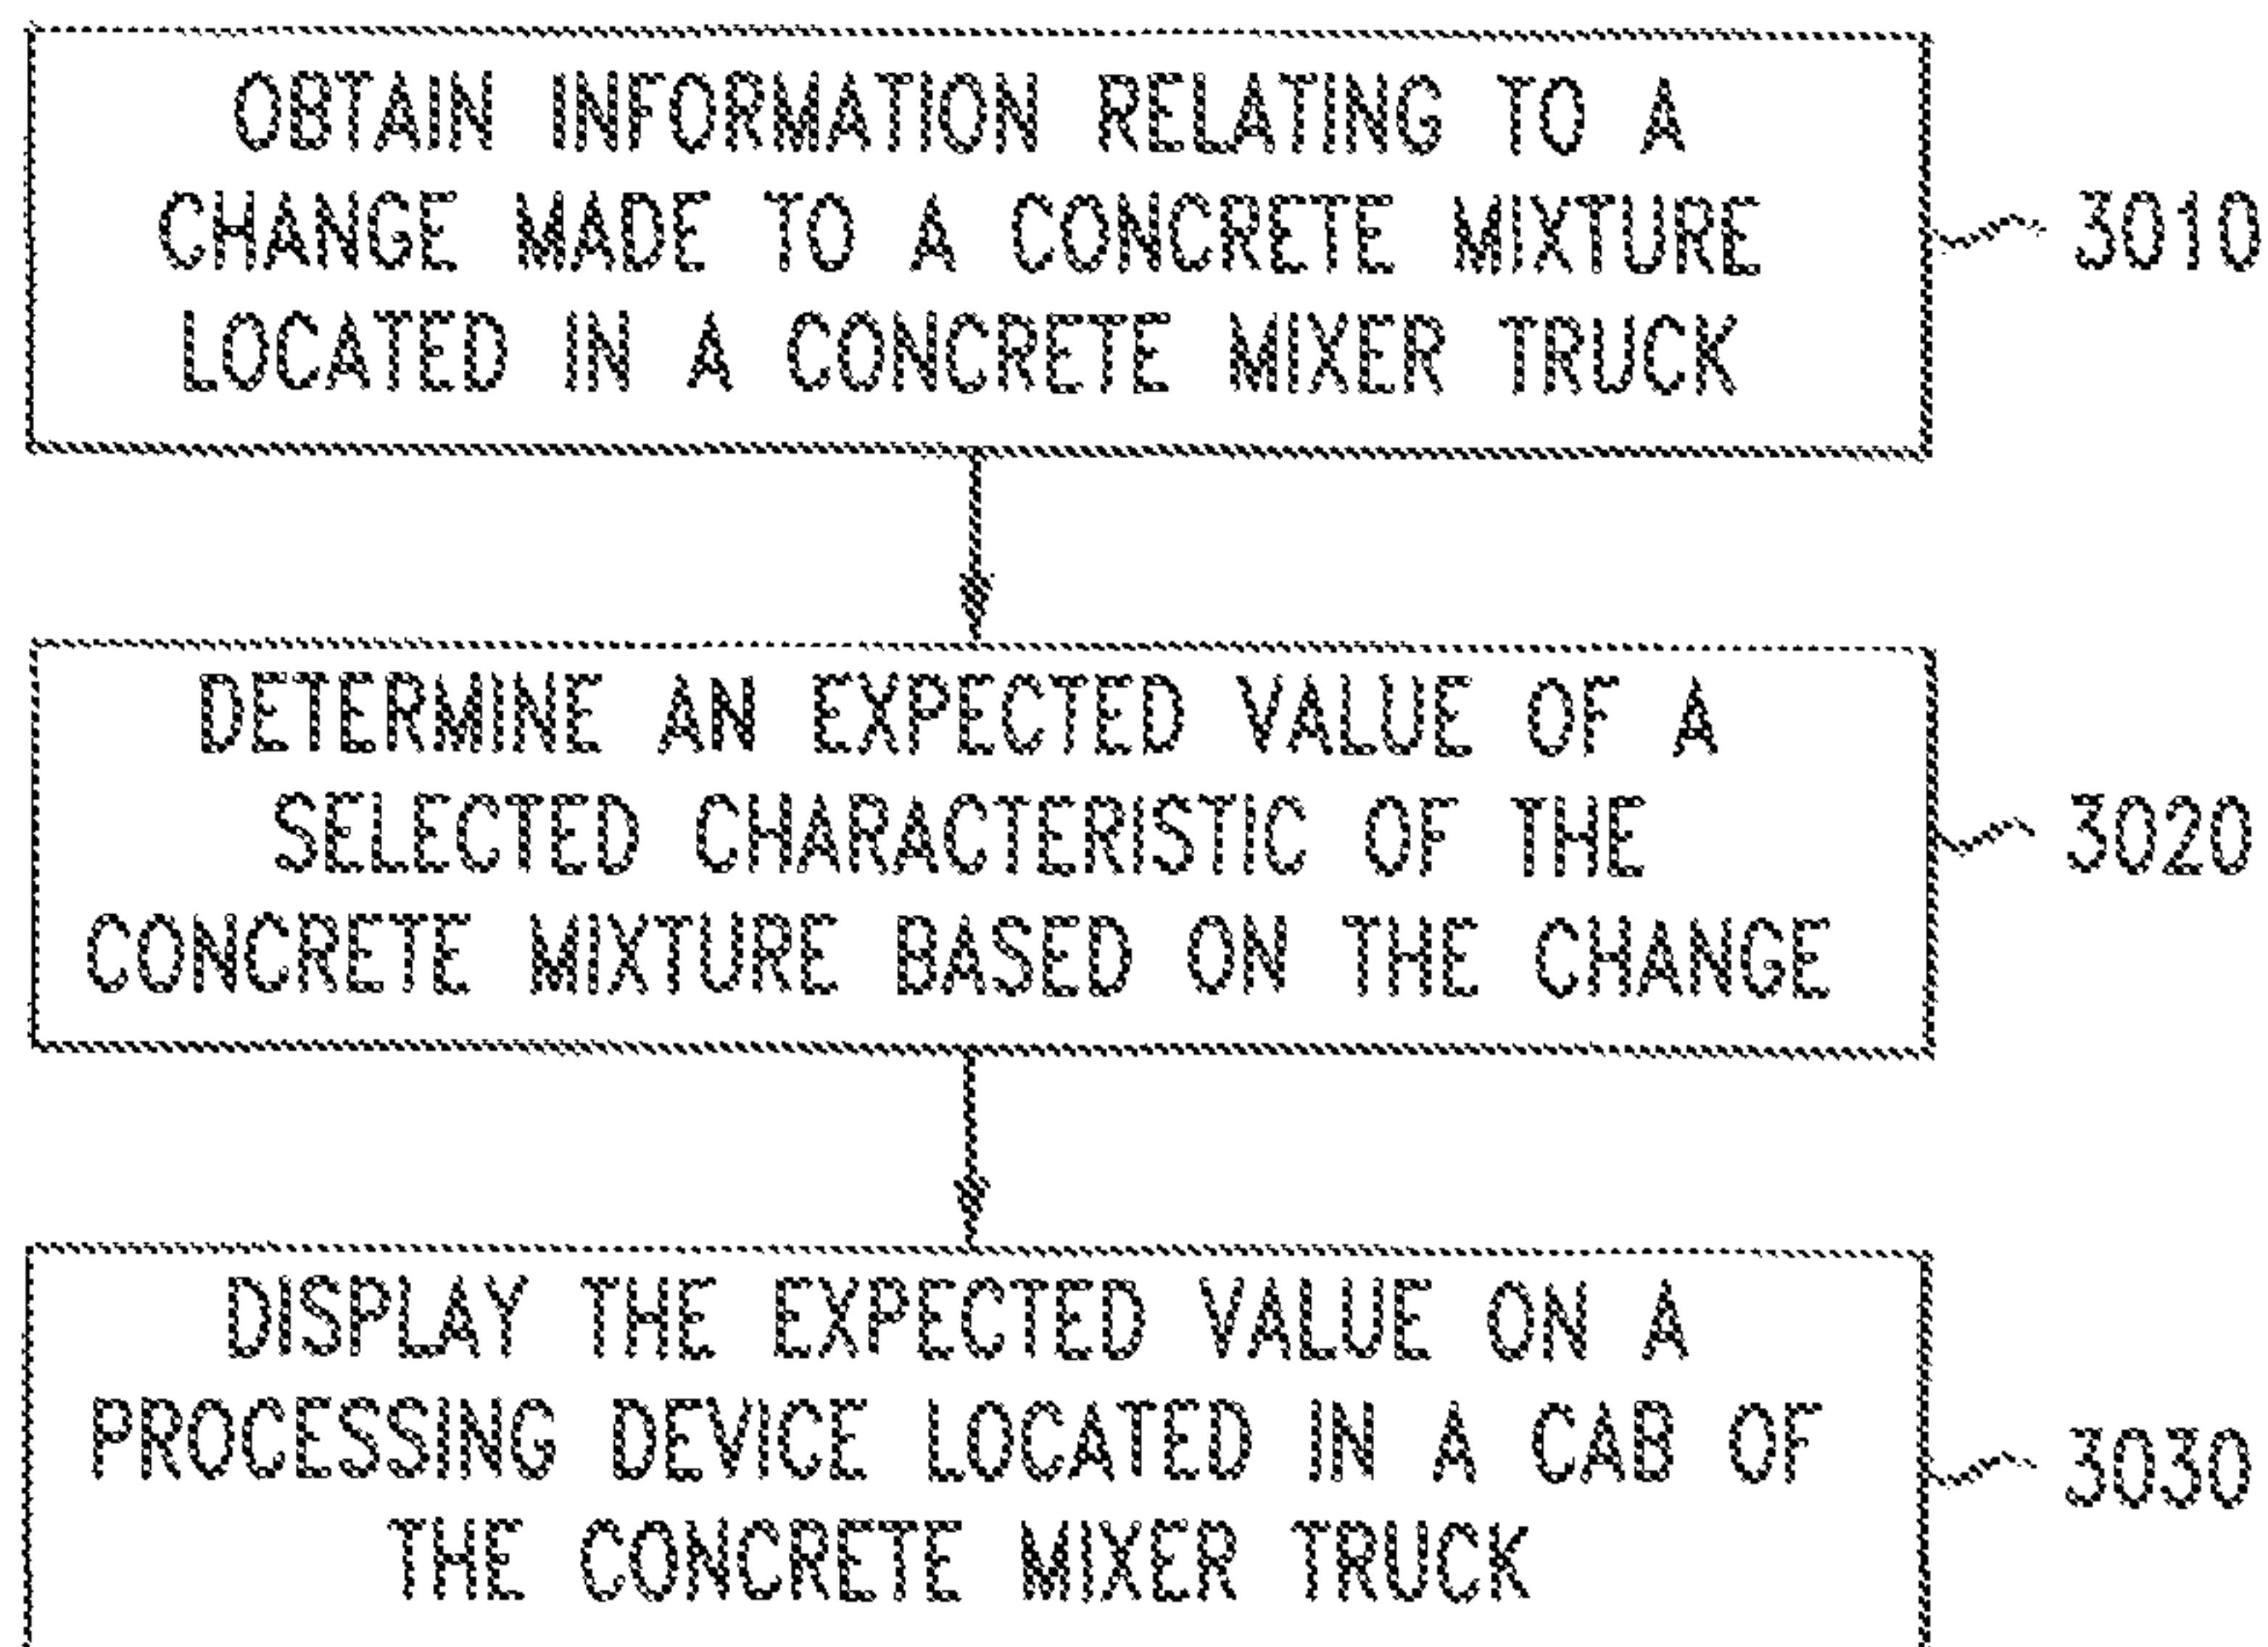 OBTAIN INFORMATION RELATING TO A
CHANGE MADE TO A CONCRETE MIXTURE
LOCATED IN A CONCRETE MIXER TRUCK
3010
DETERMINE AN EXPECTED VALUE OF A
SELECTED CHARACTERISTIC OF THE
CONCRETE MIXTURE BASED ON THE CHANGE
3020
DISPLAY THE EXPECTED VALUE ON A
PROCESSING DEVICE LOCATED IN A CAB OF
THE CONCRETE MIXER TRUCK
3030